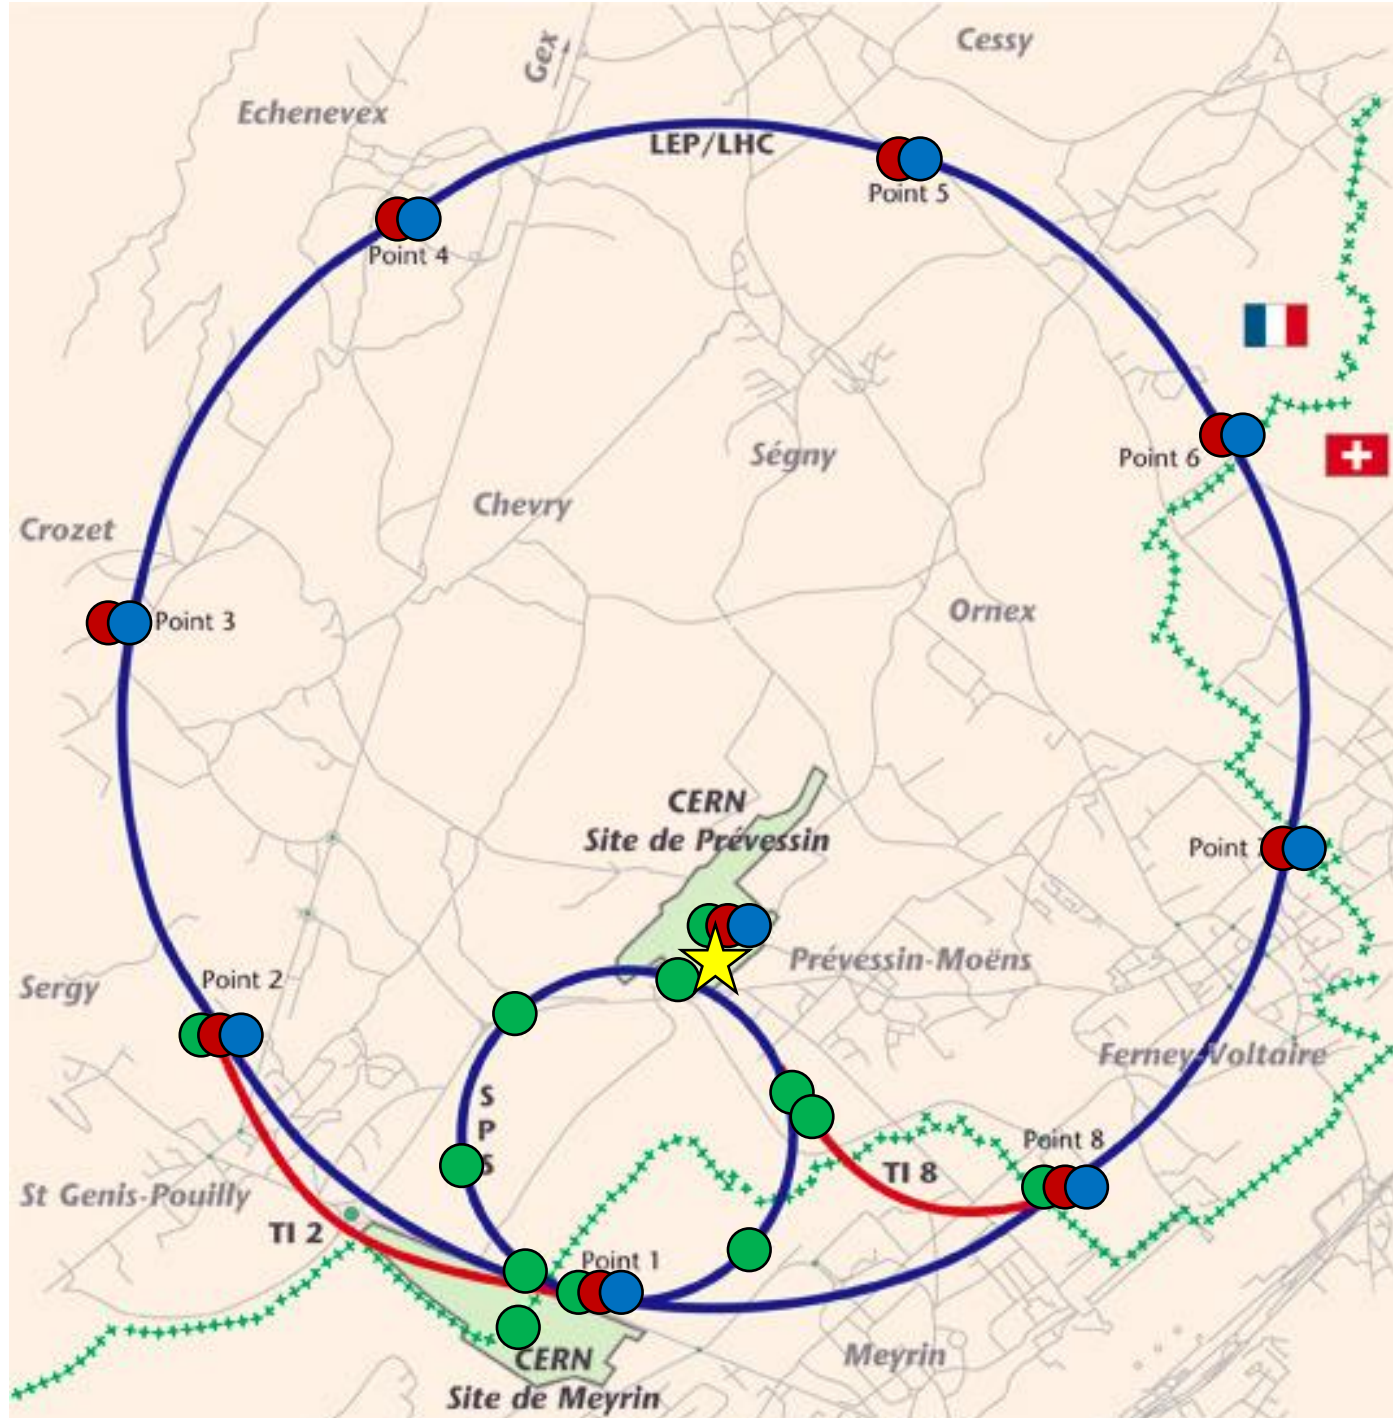 Cessy
Gex
Echenevex
LEP/LHC
Point 5
Point 4
Point 6
Ségny
Chevry
Crozet
Ornex
Point 3
CERN
Site de Prévessin
Point
Prévessin-Moëns
Point 2
Sergy
Ferney-Voltaire
S
P
S
Point 8
TI 8
St Genis-Pouilly
TI 2
Point 1
Meyrin
CERN
Site de Meyrin